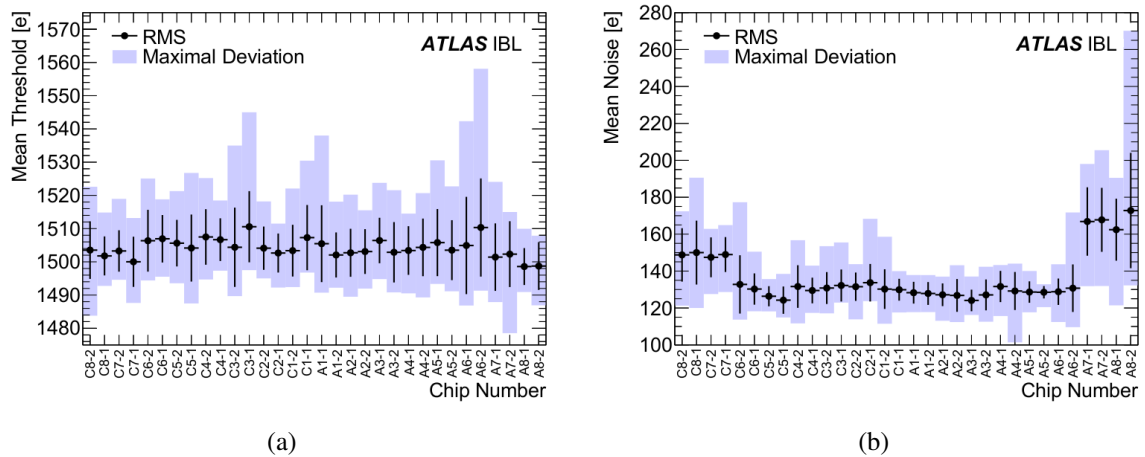 Mean Threshold [e]
1570
1560
1550
1540
1530
1520
1510
1500
1490
1480
RMS
Maximal Deviation
ATLAS IBL
C8-2 C8-1 C7-2 C7-1 C6-2 C6-1 C5-2 C5-1 C4-2 C4-1 C3-2 C3-1 C2-2 C2-1 C1-2 C1-1 A1-1 A1-2 A2-1 A2-2 A3-1 A3-2 A4-1 A4-2 A5-1 A5-2 A6-1 A6-2 A7-1 A7-2 A8-1 A8-2
Chip Number
(a)
Mean Noise [e]
280
260
240
220
200
180
160
140
120
100
RMS
Maximal Deviation
ATLAS IBL
C8-2 C8-1 C7-2 C7-1 C6-2 C6-1 C5-2 C5-1 C4-2 C4-1 C3-2 C3-1 C2-2 C2-1 C1-2 C1-1 A1-1 A1-2 A2-1 A2-2 A3-1 A3-2 A4-1 A4-2 A5-1 A5-2 A6-1 A6-2 A7-1 A7-2 A8-1 A8-2
Chip Number
(b)